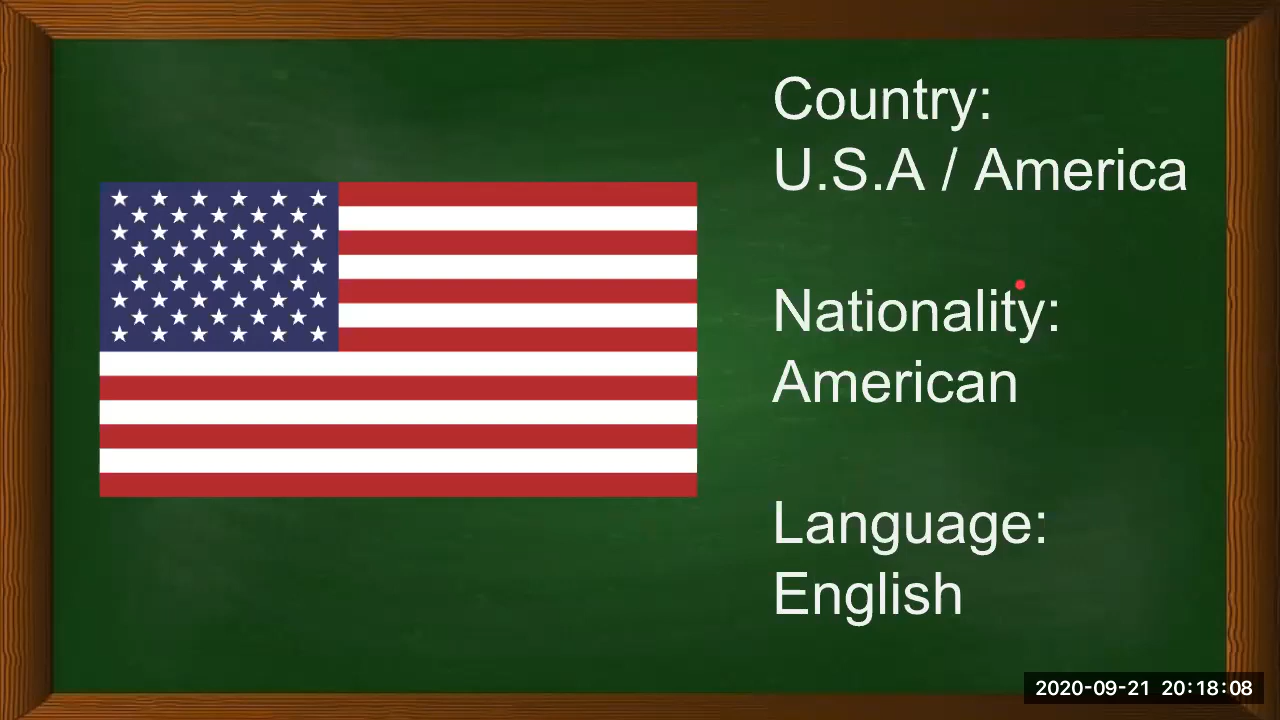 Country:
U.S.A / America
Nationality:
American
Language:
English
2020-09-21 20:18:08